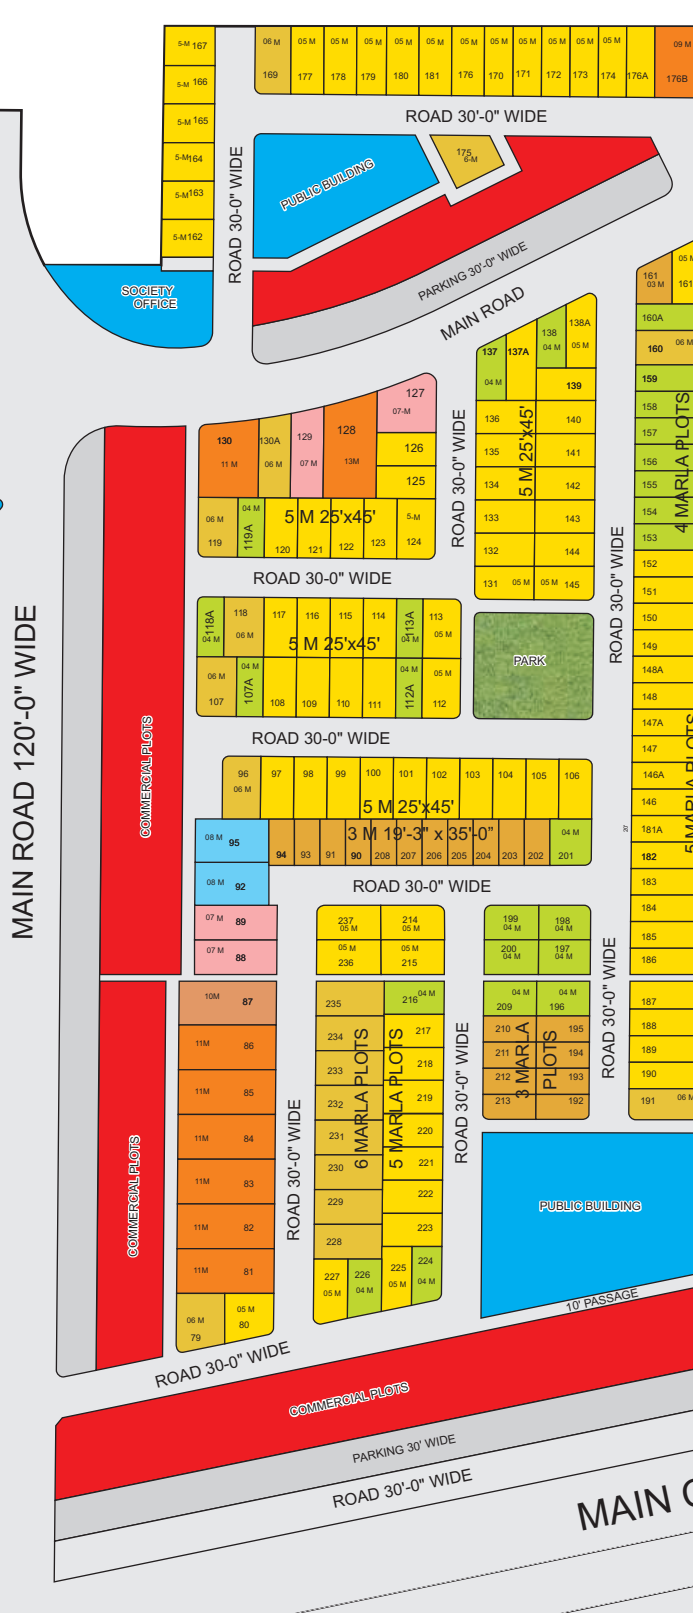 5-M 167
5-M 166
5-M 165
5-M 164
5-M 163
5-M 162
06 M 05 M 05 M 05 M 05 M 05 M 05 M 05 M 05 M 05 M 05 M 09 M
169 177 178 179 180 181 176 170 171 172 173 174 176A 176B
ROAD 30'-0" WIDE
ROAD 30-0" WIDE
PUBLIC BUILDING
175
6-M
PARKING 30'-0" WIDE
MAIN ROAD
SOCIETY
OFFICE
161
03 M
05 M
161
160A
160 06 M
159
158
157
156
155
154
153
4 MARLA PLOTS
152
151
150
149
148A
148
147A
147
146A
146
181A
20'
182
183
184
185
186
5 MARLA PLOTS
187
188
189
190
191 06 M
137
04 M
137A
138
04 M
138A
05 M
139
136 140
135 141
134 142
133 143
132 144
131 05 M 05 M 145
5 M 25'x45'
ROAD 30-0" WIDE
ROAD 30-0" WIDE
127
07-M
130
11 M
130A
06 M
129
07 M
128
13M
126
125
06 M
119
04 M
119A
5 M 25'x45'
5-M
120 121 122 123 124
ROAD 30-0" WIDE
118A
04 M
118
06 M
117 116 115 114
113A
04 M
113
05 M
5 M 25'x45'
06 M
107
04 M
107A
108 109 110 111
04 M
112A
05 M
112
PARK
ROAD 30-0" WIDE
96
06 M
97 98 99 100 101 102 103 104 105 106
5 M 25'x45'
3 M 19'-3" x 35'-0”
08 M 95
94 93 91 90 208 207 206 205 204 203 202
04 M
201
08 M 92
ROAD 30-0" WIDE
07 M 89
07 M 88
237
05 M
214
05 M
05 M
236
05 M
215
199
04 M
198
04 M
200
04 M
197
04 M
10M 87
11M 86
11M 85
11M 84
11M 83
11M 82
11M 81
06 M
79
05 M
80
ROAD 30'-0" WIDE
235
234
233
232
231
230
229
228
227
05 M
226
04 M
6 MARLA PLOTS
216 04 M
217
218
219
220
221
222
223
225
05 M
224
04 M
5 MARLA PLOTS
ROAD 30'-0" WIDE
04 M
209
04 M
196
210 195
211 194
212 193
213 192
3 MARLA
PLOTS
ROAD 30'-0" WIDE
MAIN ROAD 120'-0" WIDE
COMMERCIAL PLOTS
COMMERCIAL PLOTS
PUBLIC BUILDING
10' PASSAGE
ROAD 30-0" WIDE
COMMERCIAL PLOTS
PARKING 30' WIDE
ROAD 30'-0" WIDE
MAIN